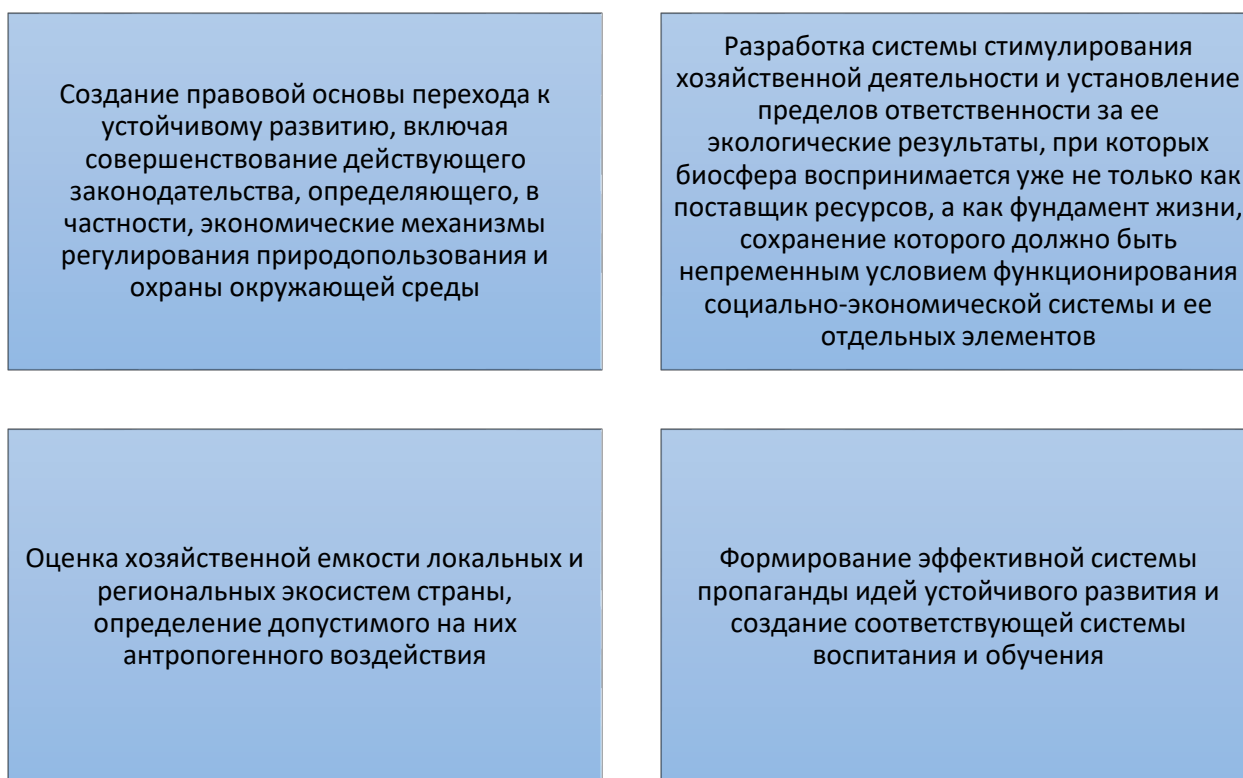 Создание правовой основы перехода к
устойчивому развитию, включая
совершенствование действующего
законодательства, определяющего, в
частности, экономические механизмы
регулирования природопользования и
охраны окружающей среды
Разработка системы стимулирования
хозяйственной деятельности и установление
пределов ответственности за ее
экологические результаты, при которых
биосфера воспринимается уже не только как
поставщик ресурсов, а как фундамент жизни,
сохранение которого должно быть
непременным условием функционирования
социально-экономической системы и ее
отдельных элементов
Оценка хозяйственной емкости локальных и
региональных экосистем страны,
определение допустимого на них
антропогенного воздействия
Формирование эффективной системы
пропаганды идей устойчивого развития и
создание соответствующей системы
воспитания и обучения